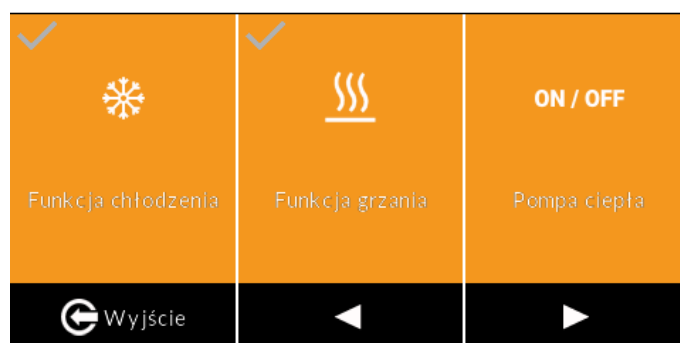 ON / OFF
Funkcja chłodzenia
Funkcja grzania
Pompa ciepła
Wyjście